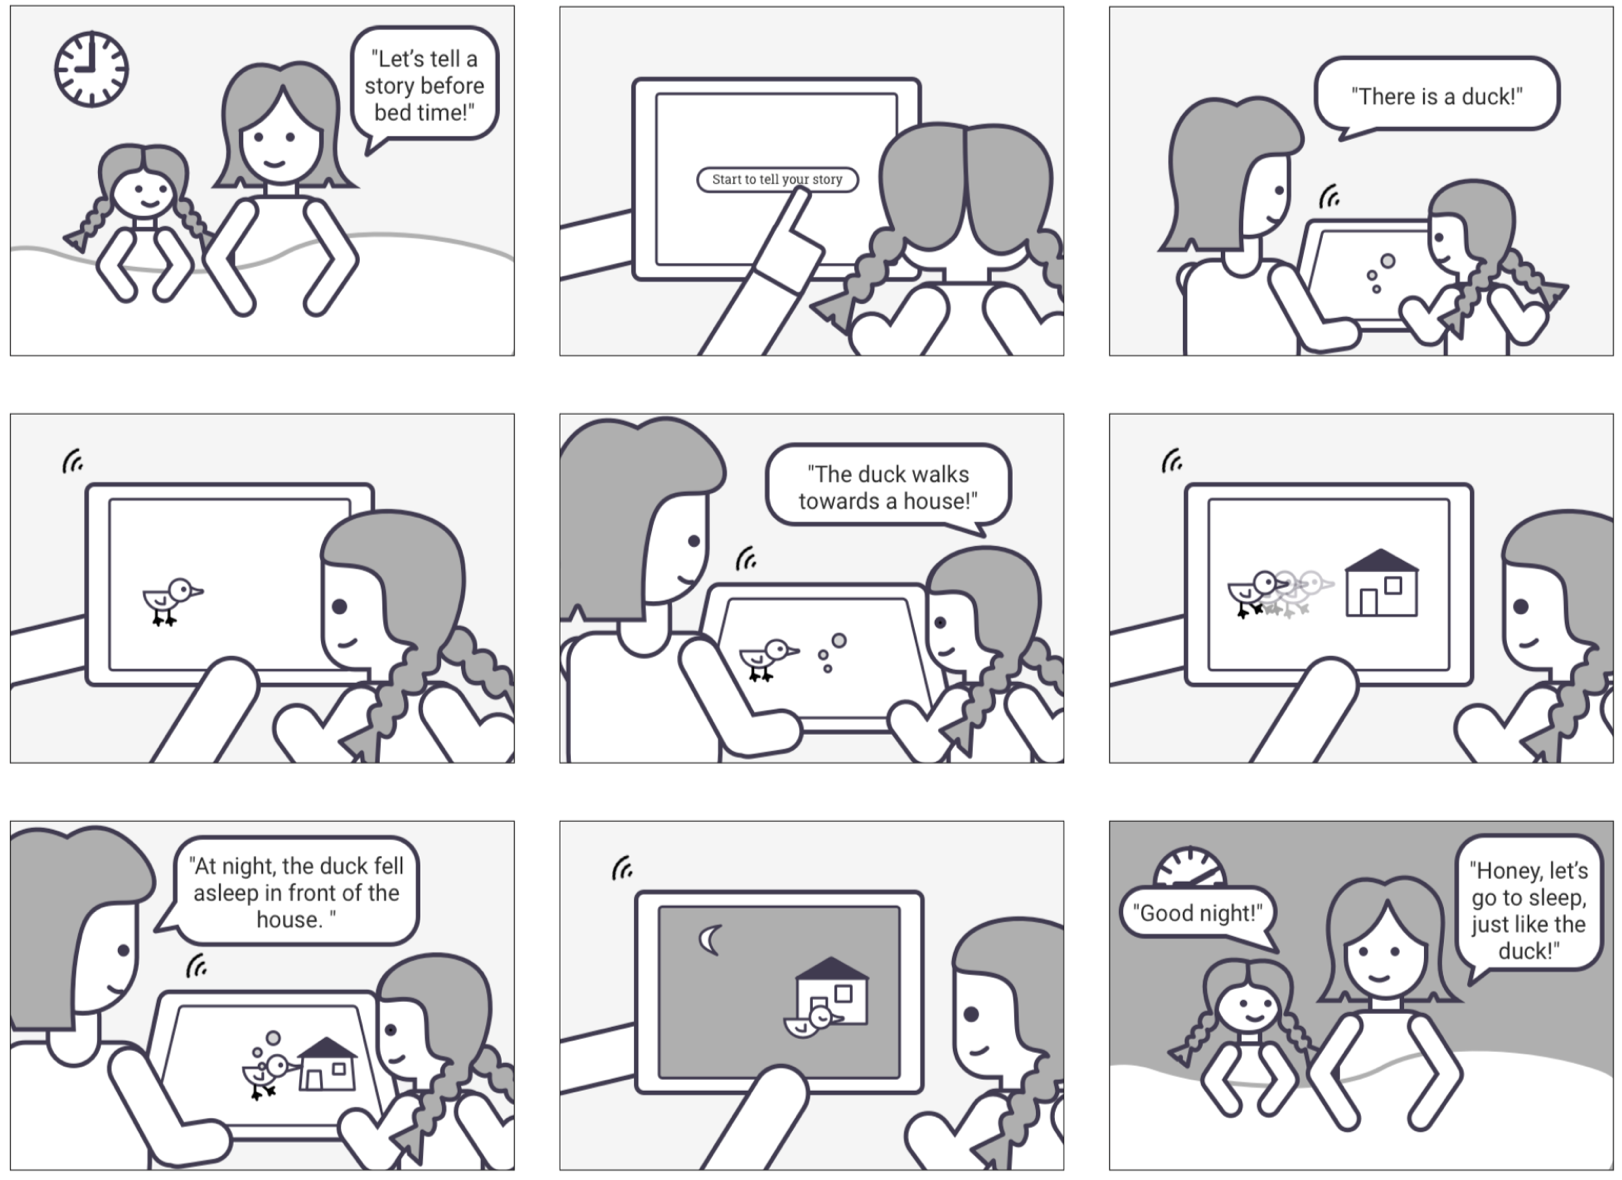 "Let's tell a
story before
bed time!"
Start to tell your story
"There is a duck!"
"The duck walks
towards a house!"
"At night, the duck fell
asleep in front of the
house. "
"Good night!"
"Honey, let's
go to sleep,
just like the
duck!"